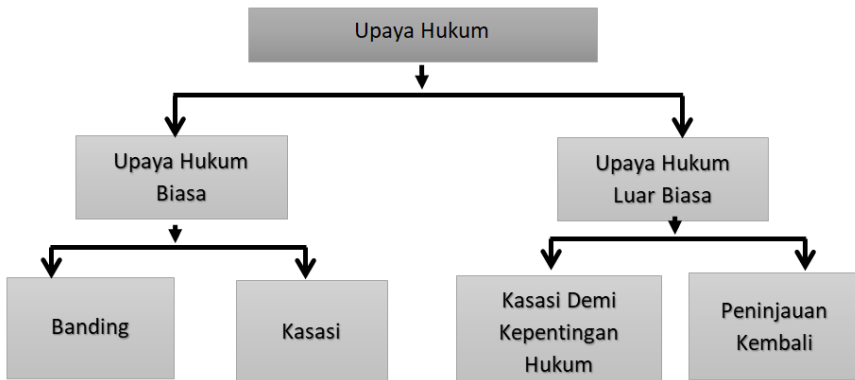 Upaya Hukum
Upaya Hukum
Biasa
Upaya Hukum
Luar Biasa
Banding
Kasasi
Kasasi Demi
Kepentingan
Hukum
Peninjauan
Kembali